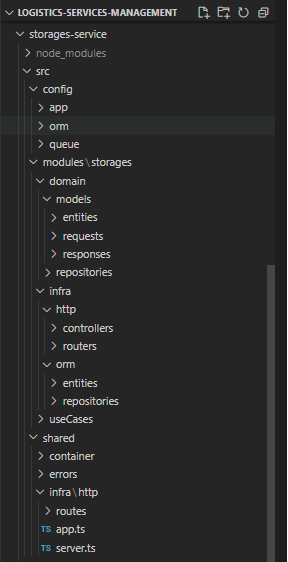 LOGISTICS-SERVICES-MANAGEMENT
storages-service
node_modules
src
config
app
orm
queue
modules\storages
domain
models
entities
requests
responses
repositories
infra
http
controllers
routers
orm
entities
repositories
useCases
shared
container
errors
infra\http
routes
TS app.ts
TS server.ts